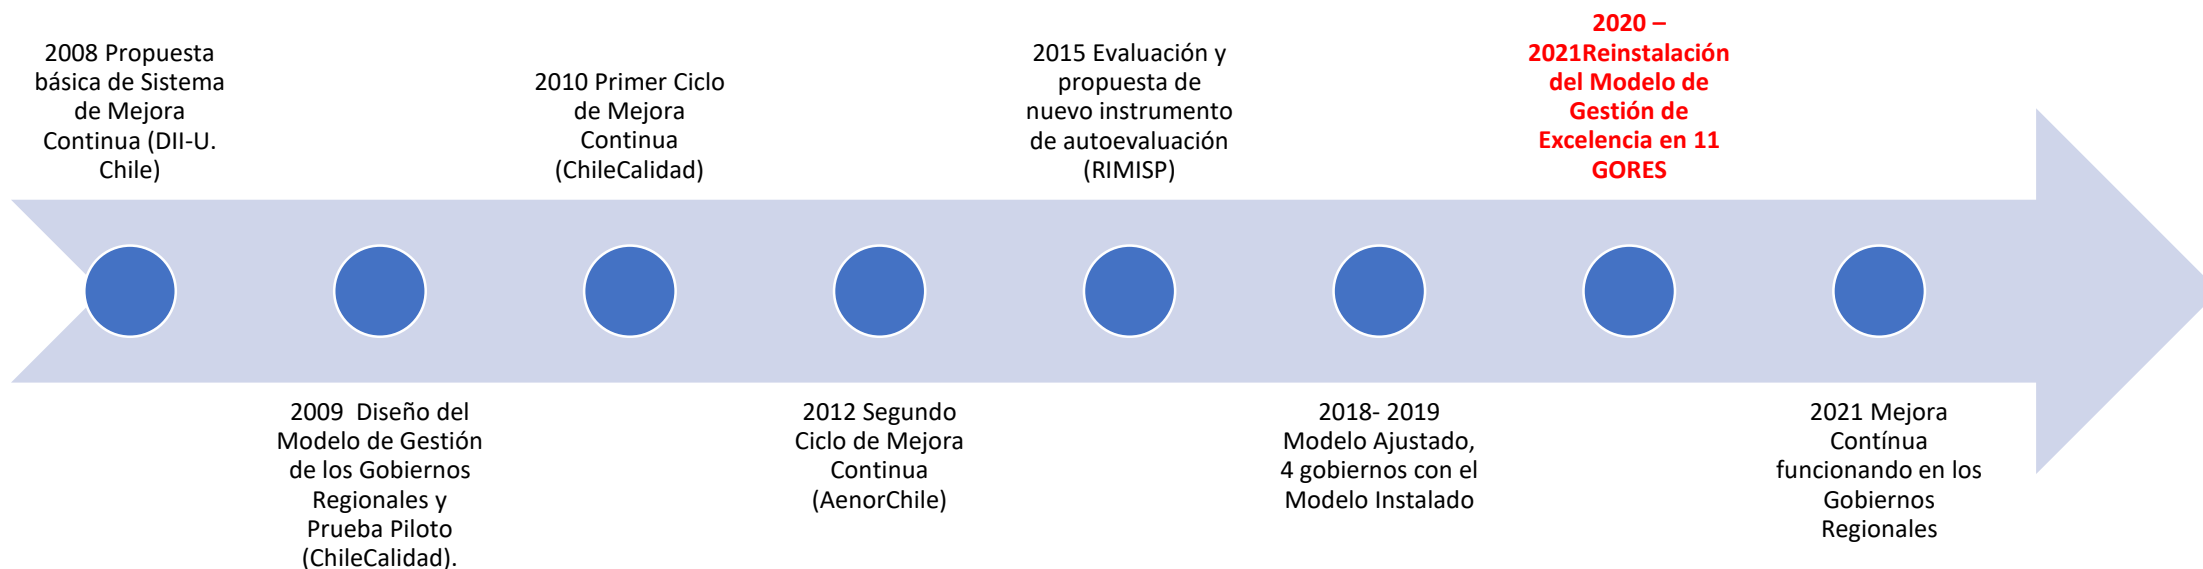 2008 Propuesta
básica de Sistema
de Mejora
Continua (DII-U.
Chile)
2009  Diseño del
Modelo de Gestión
de los Gobiernos
Regionales y
Prueba Piloto
(ChileCalidad).
2010 Primer Ciclo
de Mejora
Continua
(ChileCalidad)
2012 Segundo
Ciclo de Mejora
Continua
(AenorChile)
2015 Evaluación y
propuesta de
nuevo instrumento
de autoevaluación
(RIMISP)
2018- 2019
Modelo Ajustado,
4 gobiernos con el
Modelo Instalado
2020 –
2021Reinstalación
del Modelo de
Gestión de
Excelencia en 11
GORES
2021 Mejora
Contínua
funcionando en los
Gobiernos
Regionales